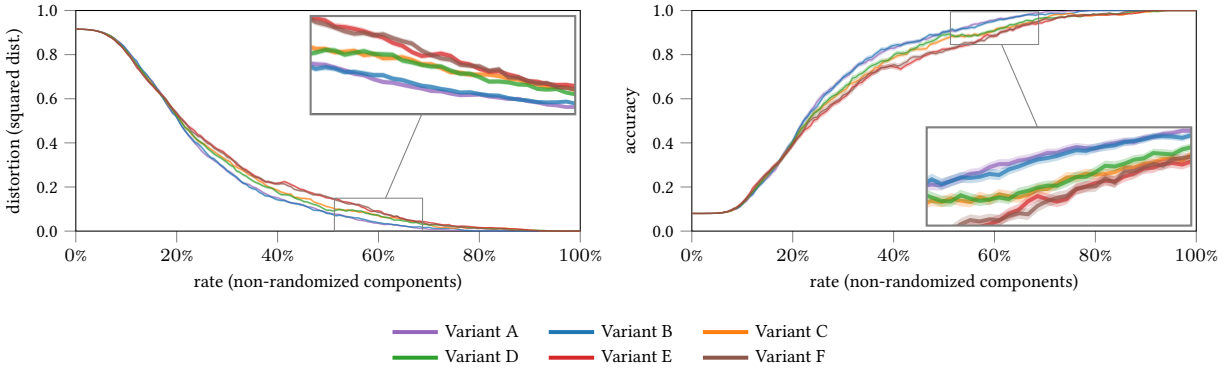 1.0
0.8
0.6
0.4
0.2
0.0
distortion (squared dist.)
0% 20% 40% 60% 80% 100%
rate (non-randomized components)
1.0
0.8
0.6
0.4
0.2
0.0
accuracy
0% 20% 40% 60% 80% 100%
rate (non-randomized components)
Variant A Variant B Variant C
Variant D Variant E Variant F